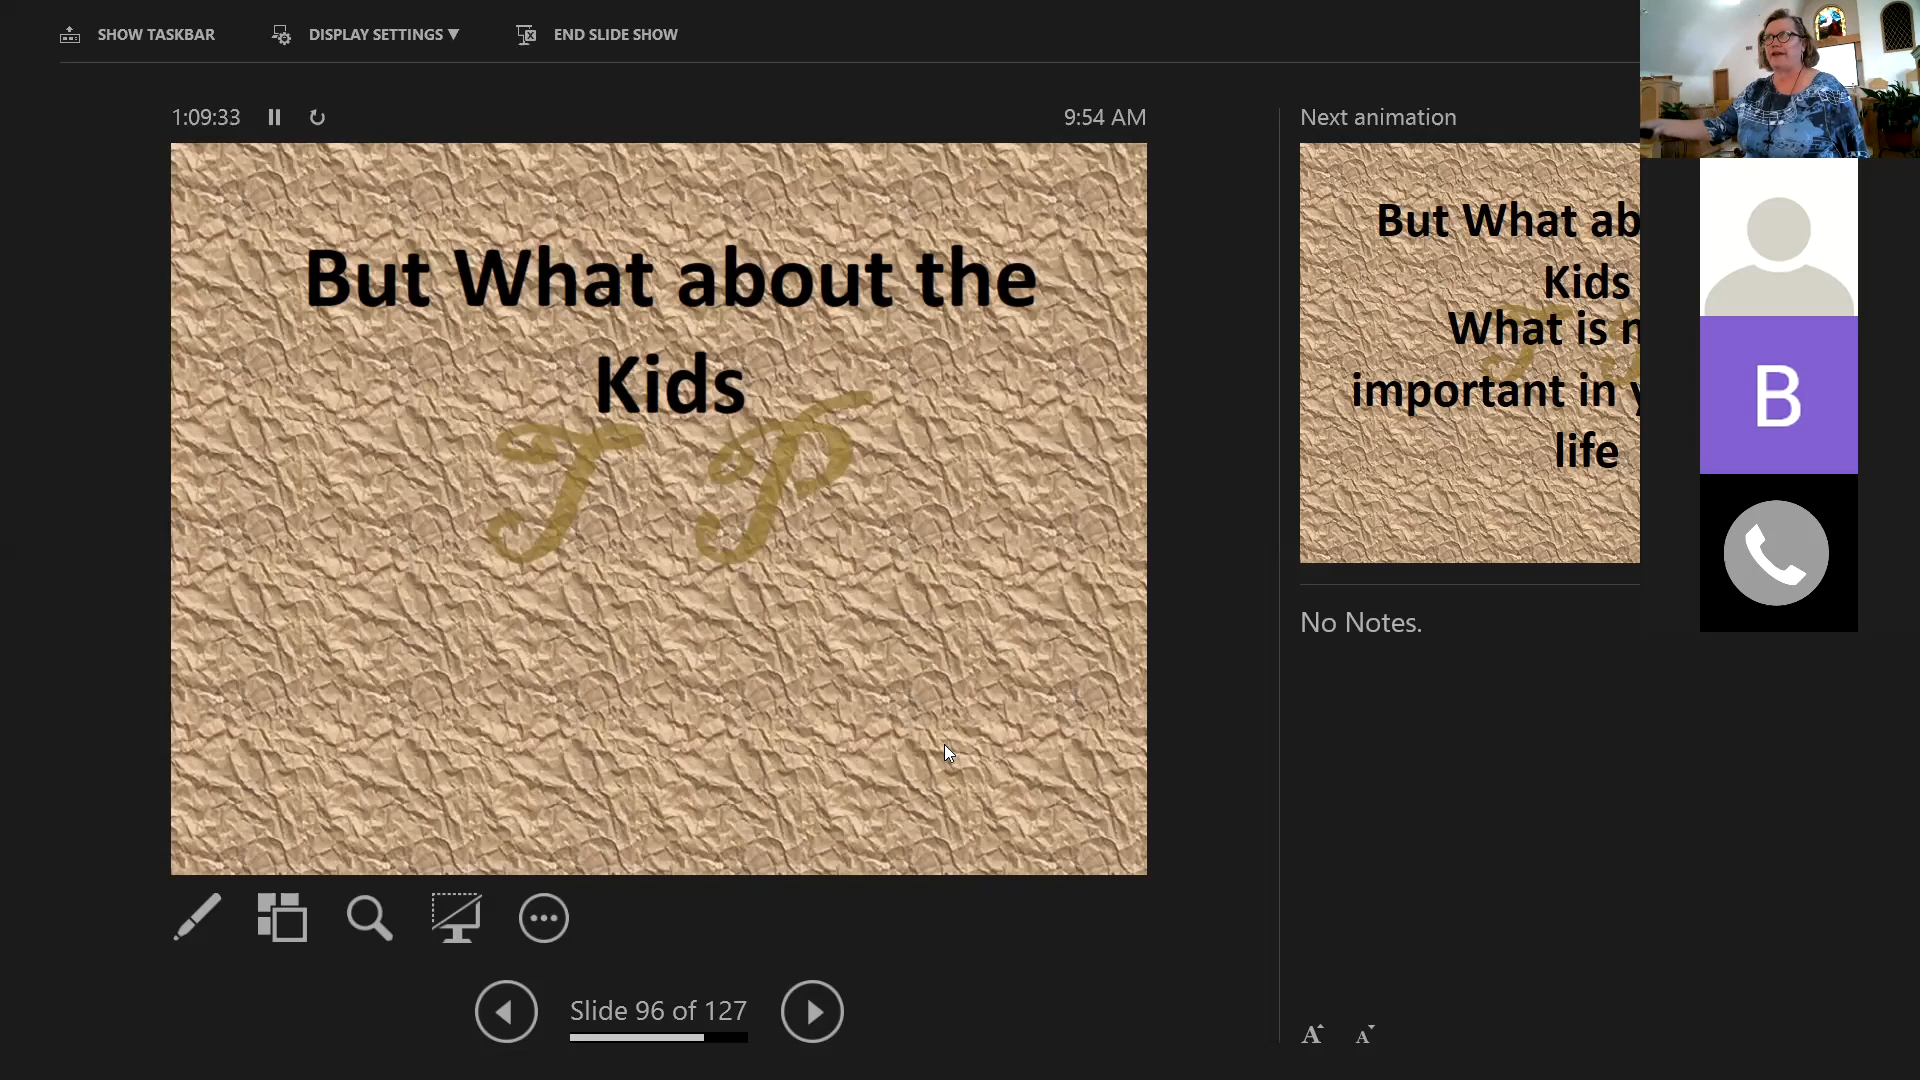 SHOW TASKBAR
DISPLAY SETTINGS ▼
END SLIDE SHOW
1:09:33
9:54 AM
But What about the
Kids
T P
Next animation
But What ab
Kids
What is
important in
life
B
No Notes.
Slide 96 of 127
A
A